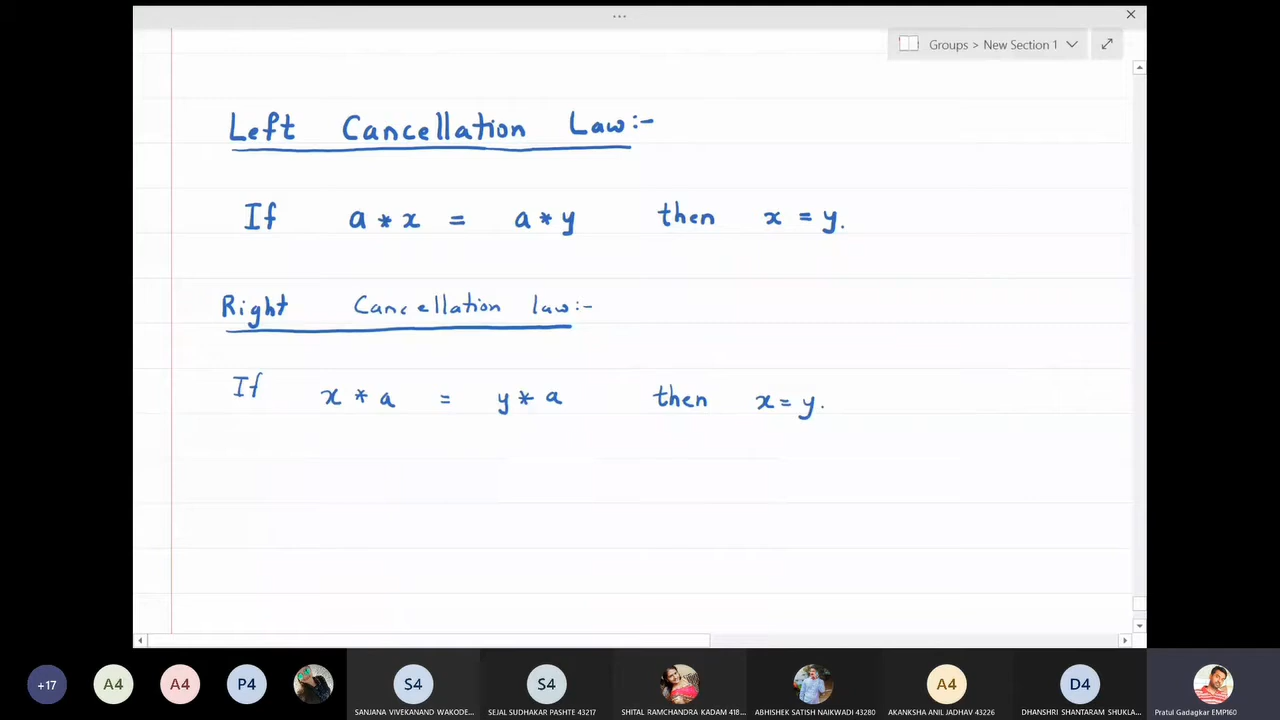 Groups > New Section 1
Left Cancellation Law:-
If a * x = a * y then x = y.
Right Cancellation law:-
If x * a = y * a then x = y.
+17 A4 A4 P4 S4 S4 A4 D4
SANJANA VIVEKANAND WAKODE... SEJAL SUDHAKAR PASHTE 43217 SHITAL RAMCHANDRA KADAM 418... ABHISHEK SATISH NAIKWADI 43280 AKANKSHA ANIL JADHAV 43226 DHANSHRI SHANTARAM SHUKLA... Pratul Gadagkar EMP160